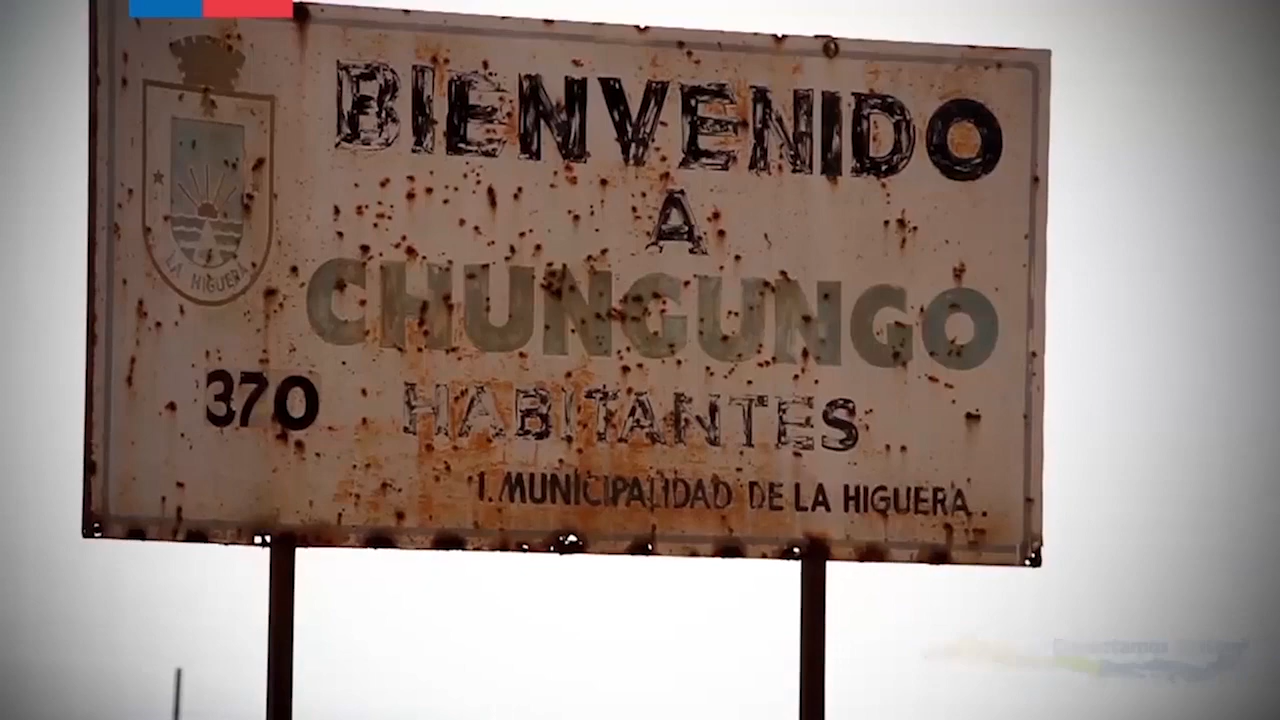 BIENVENIDO
A
CHUNGUNGO
370 HABITANTES
I. MUNICIPALIDAD DE LA HIGUERA.
LA HIGUERA